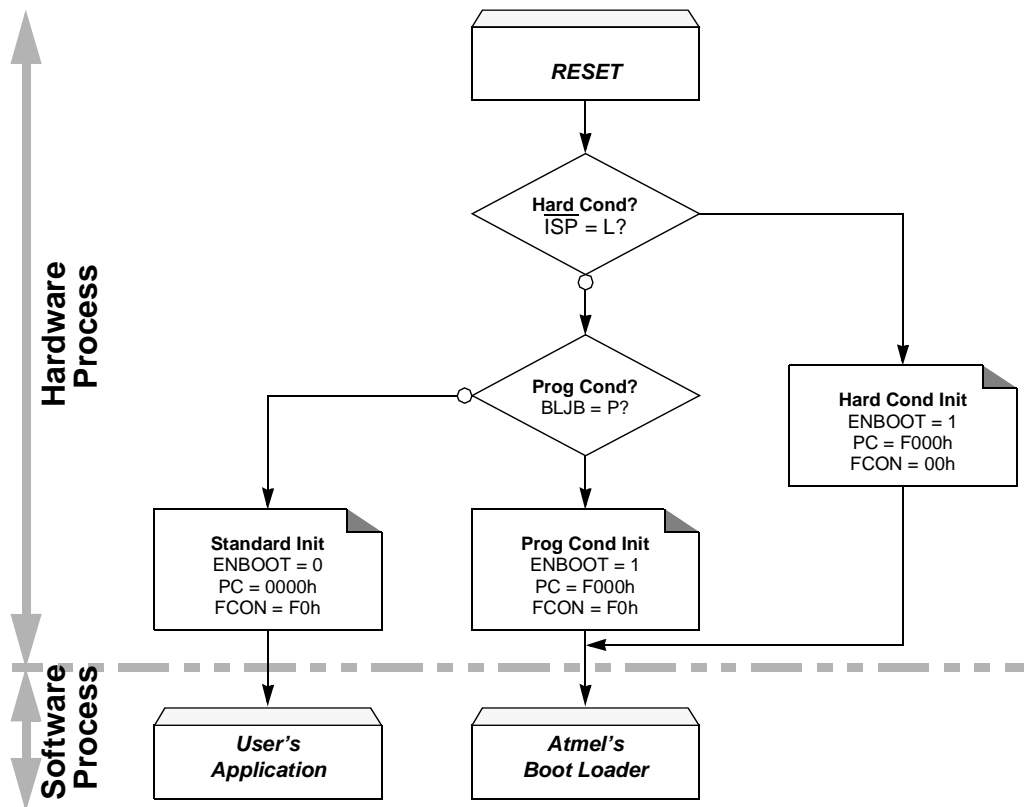 RESET
Hard Cond?
ISP = L?
Prog Cond?
BLJB = P?
Hard Cond Init
ENBOOT = 1
PC = F000h
FCON = 00h
Standard Init
ENBOOT = 0
PC = 0000h
FCON = F0h
Prog Cond Init
ENBOOT = 1
PC = F000h
FCON = F0h
User's
Application
Atmel's
Boot Loader
Hardware
Process
Software
Process